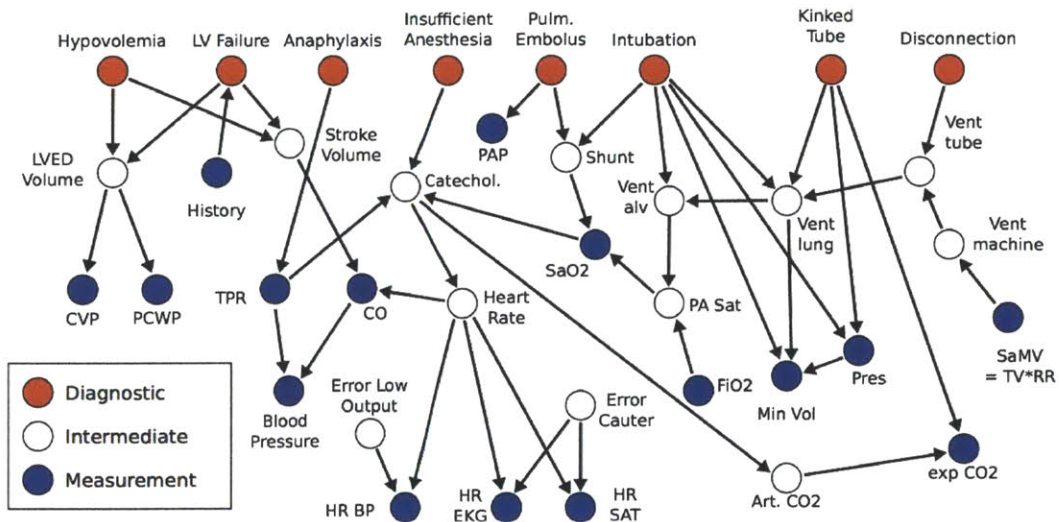 Hypovolemia
LV Failure
Anaphylaxis
Insufficient
Anesthesia
Pulm.
Embolus
Intubation
Kinked
Tube
Disconnection
LVED
Volume
History
Stroke
Volume
Catechol.
PAP
Shunt
Vent
alv
Vent
lung
Vent
tube
Vent
machine
CVP
PCWP
TPR
CO
Heart
Rate
SaO2
PA Sat
FiO2
Min Vol
Pres
SaMV
= TV*RR
Blood
Pressure
Error Low
Output
Error
Cauter
HR BP
HR
EKG
HR
SAT
Art. CO2
exp CO2
Diagnostic
Intermediate
Measurement